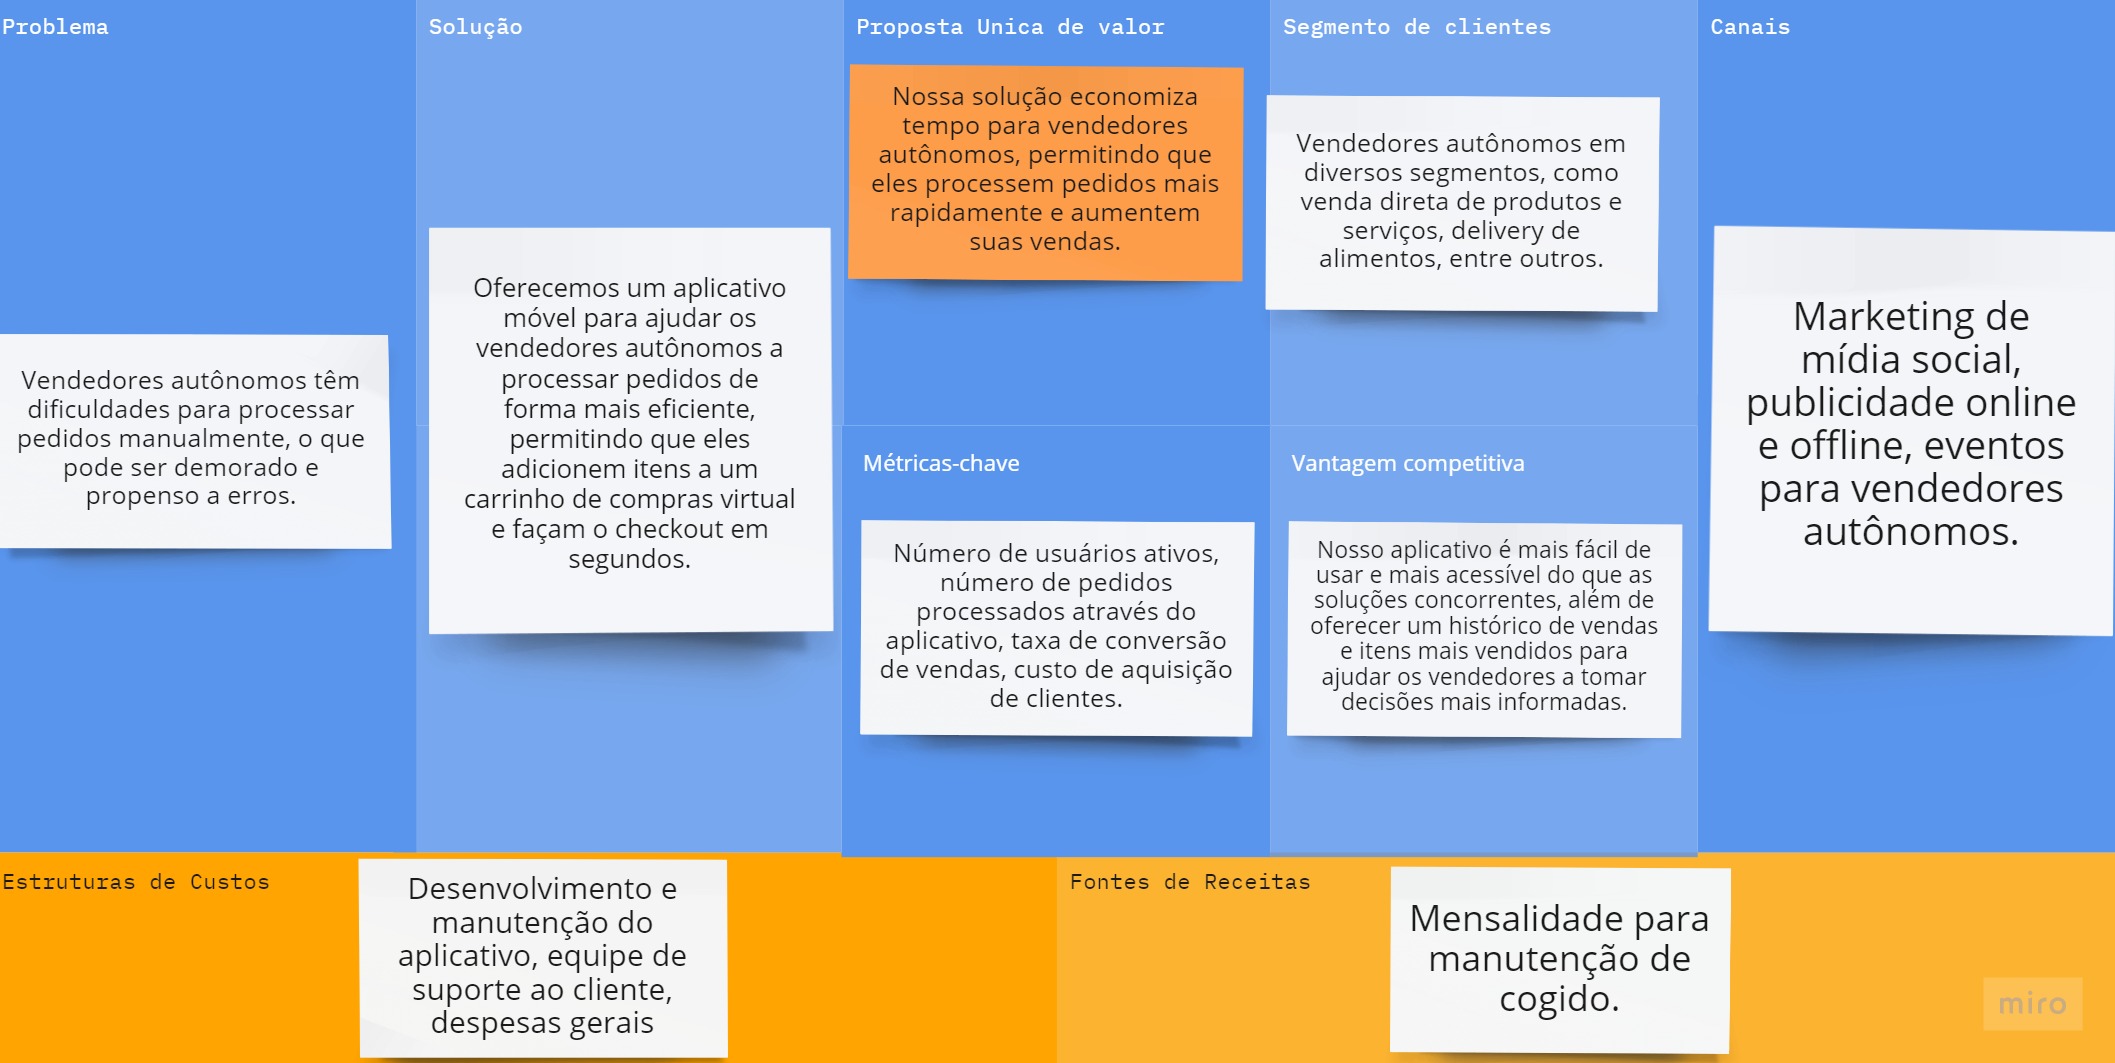 Problema
Vendedores autônomos têm
dificuldades para processar
pedidos manualmente, o que
pode ser demorado e
propenso a erros.
Solução
Oferecemos um aplicativo
móvel para ajudar os
vendedores autônomos a
processar pedidos de
forma mais eficiente,
permitindo que eles
adicionem itens a um
carrinho de compras virtual
e façam o checkout em
segundos.
Proposta Unica de valor
Nossa solução economiza
tempo para vendedores
autônomos, permitindo que
eles processem pedidos mais
rapidamente e aumentem
suas vendas.
Métricas-chave
Número de usuários ativos,
número de pedidos
processados através do
aplicativo, taxa de conversão
de vendas, custo de aquisição
de clientes.
Segmento de clientes
Vendedores autônomos em
diversos segmentos, como
venda direta de produtos e
serviços, delivery de
alimentos, entre outros.
Vantagem competitiva
Nosso aplicativo é mais fácil de
usar e mais acessível do que as
soluções concorrentes, além de
oferecer um histórico de vendas
e itens mais vendidos para
ajudar os vendedores a tomar
decisões mais informadas.
Canais
Marketing de
mídia social,
publicidade online
e offline, eventos
para vendedores
autônomos.
Estruturas de Custos
Desenvolvimento e
manutenção do
aplicativo, equipe de
suporte ao cliente,
despesas gerais
Fontes de Receitas
Mensalidade para
manutenção de
cogido.
miro